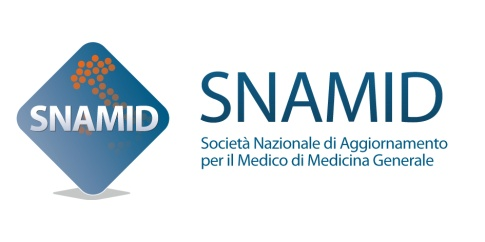 SNAMID
SNAMID
Società Nazionale di Aggiornamento
per il Medico di Medicina Generale